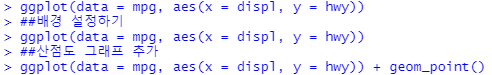 > ggplot(data = mpg, aes(x = displ, y = hwy))
> ##배경 설정하기
> ggplot(data = mpg, aes(x = displ, y = hwy))
> ##산점도 그래프 추가
> ggplot(data = mpg, aes(x = displ, y = hwy)) + geom_point()